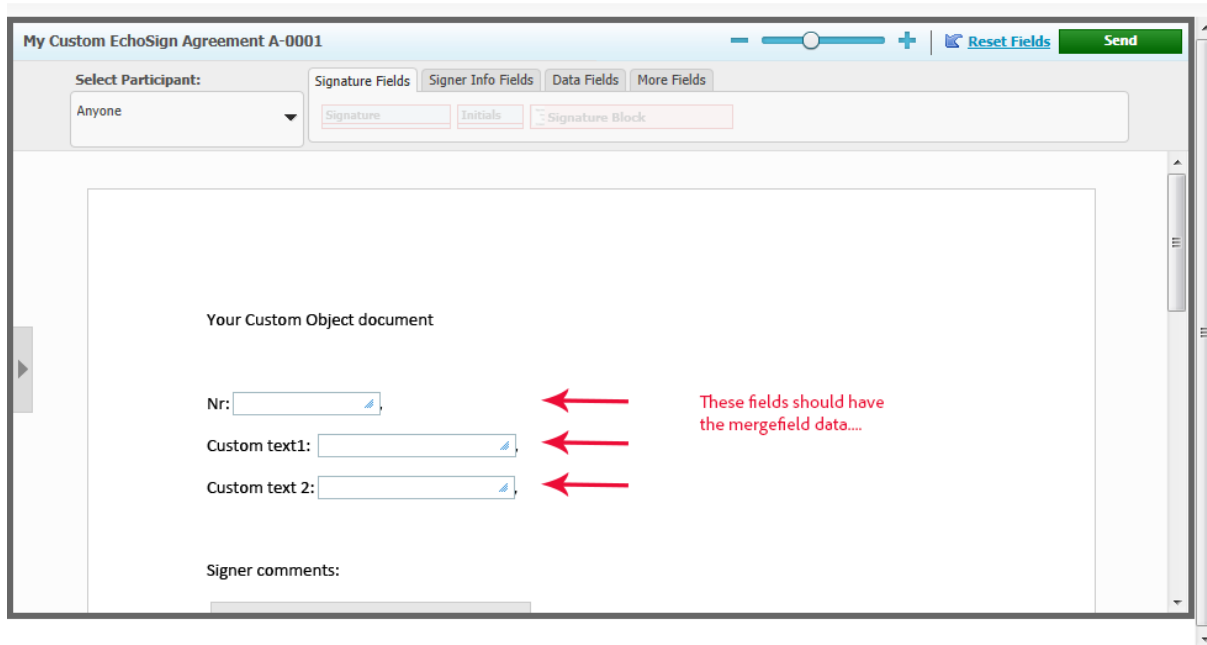 My Custom EchoSign Agreement A-0001
Reset Fields
Send
Select Participant:
Signature Fields
Signer Info Fields
Data Fields
More Fields
Anyone
Signature
Initials
Signature Block
Your Custom Object document
Nr: ,
These fields should have
the mergefield data....
Custom text1: ,
Custom text 2: ,
Signer comments: